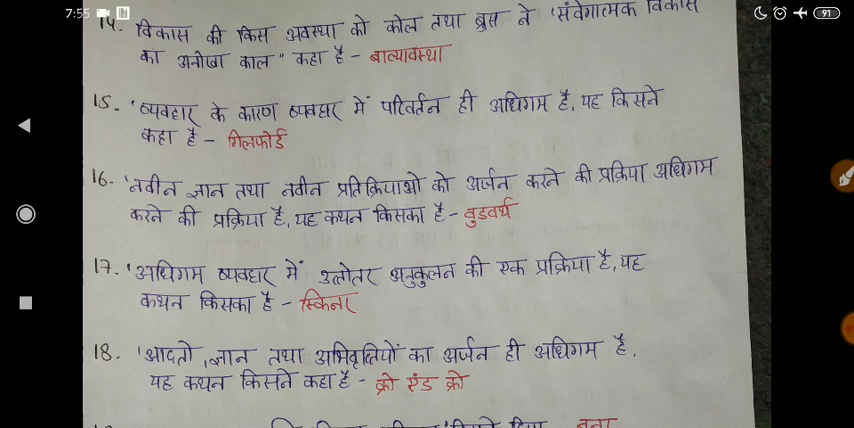 7:55
91
14. विकास की किस अवस्था को कोल तथा ब्रुस ने 'संवेगात्मक विकास
का अनोखा काल" कहा है - बाल्यावस्था
15. 'व्यवहार के कारण व्यवहार में परिवर्तन ही अधिगम है, यह किसने
कहा है - गिलफोर्ड
16. 'नवीन ज्ञान तथा नवीन प्रतिक्रियाओं को अर्जन करने की प्रक्रिया अधिगम
करने की प्रक्रिया है, यह कथन किसका है - वुडवर्थ
17. 'अधिगम व्यवहार में उत्तोतर अनुकुलन की एक प्रक्रिया है, यह
कथन किसका है - स्किनर
18. 'आदतो, ज्ञान तथा अभिवृत्तियों का अर्जन ही अधिगम है,
यह कथन किसने कहा है - क्रो एंड क्रो